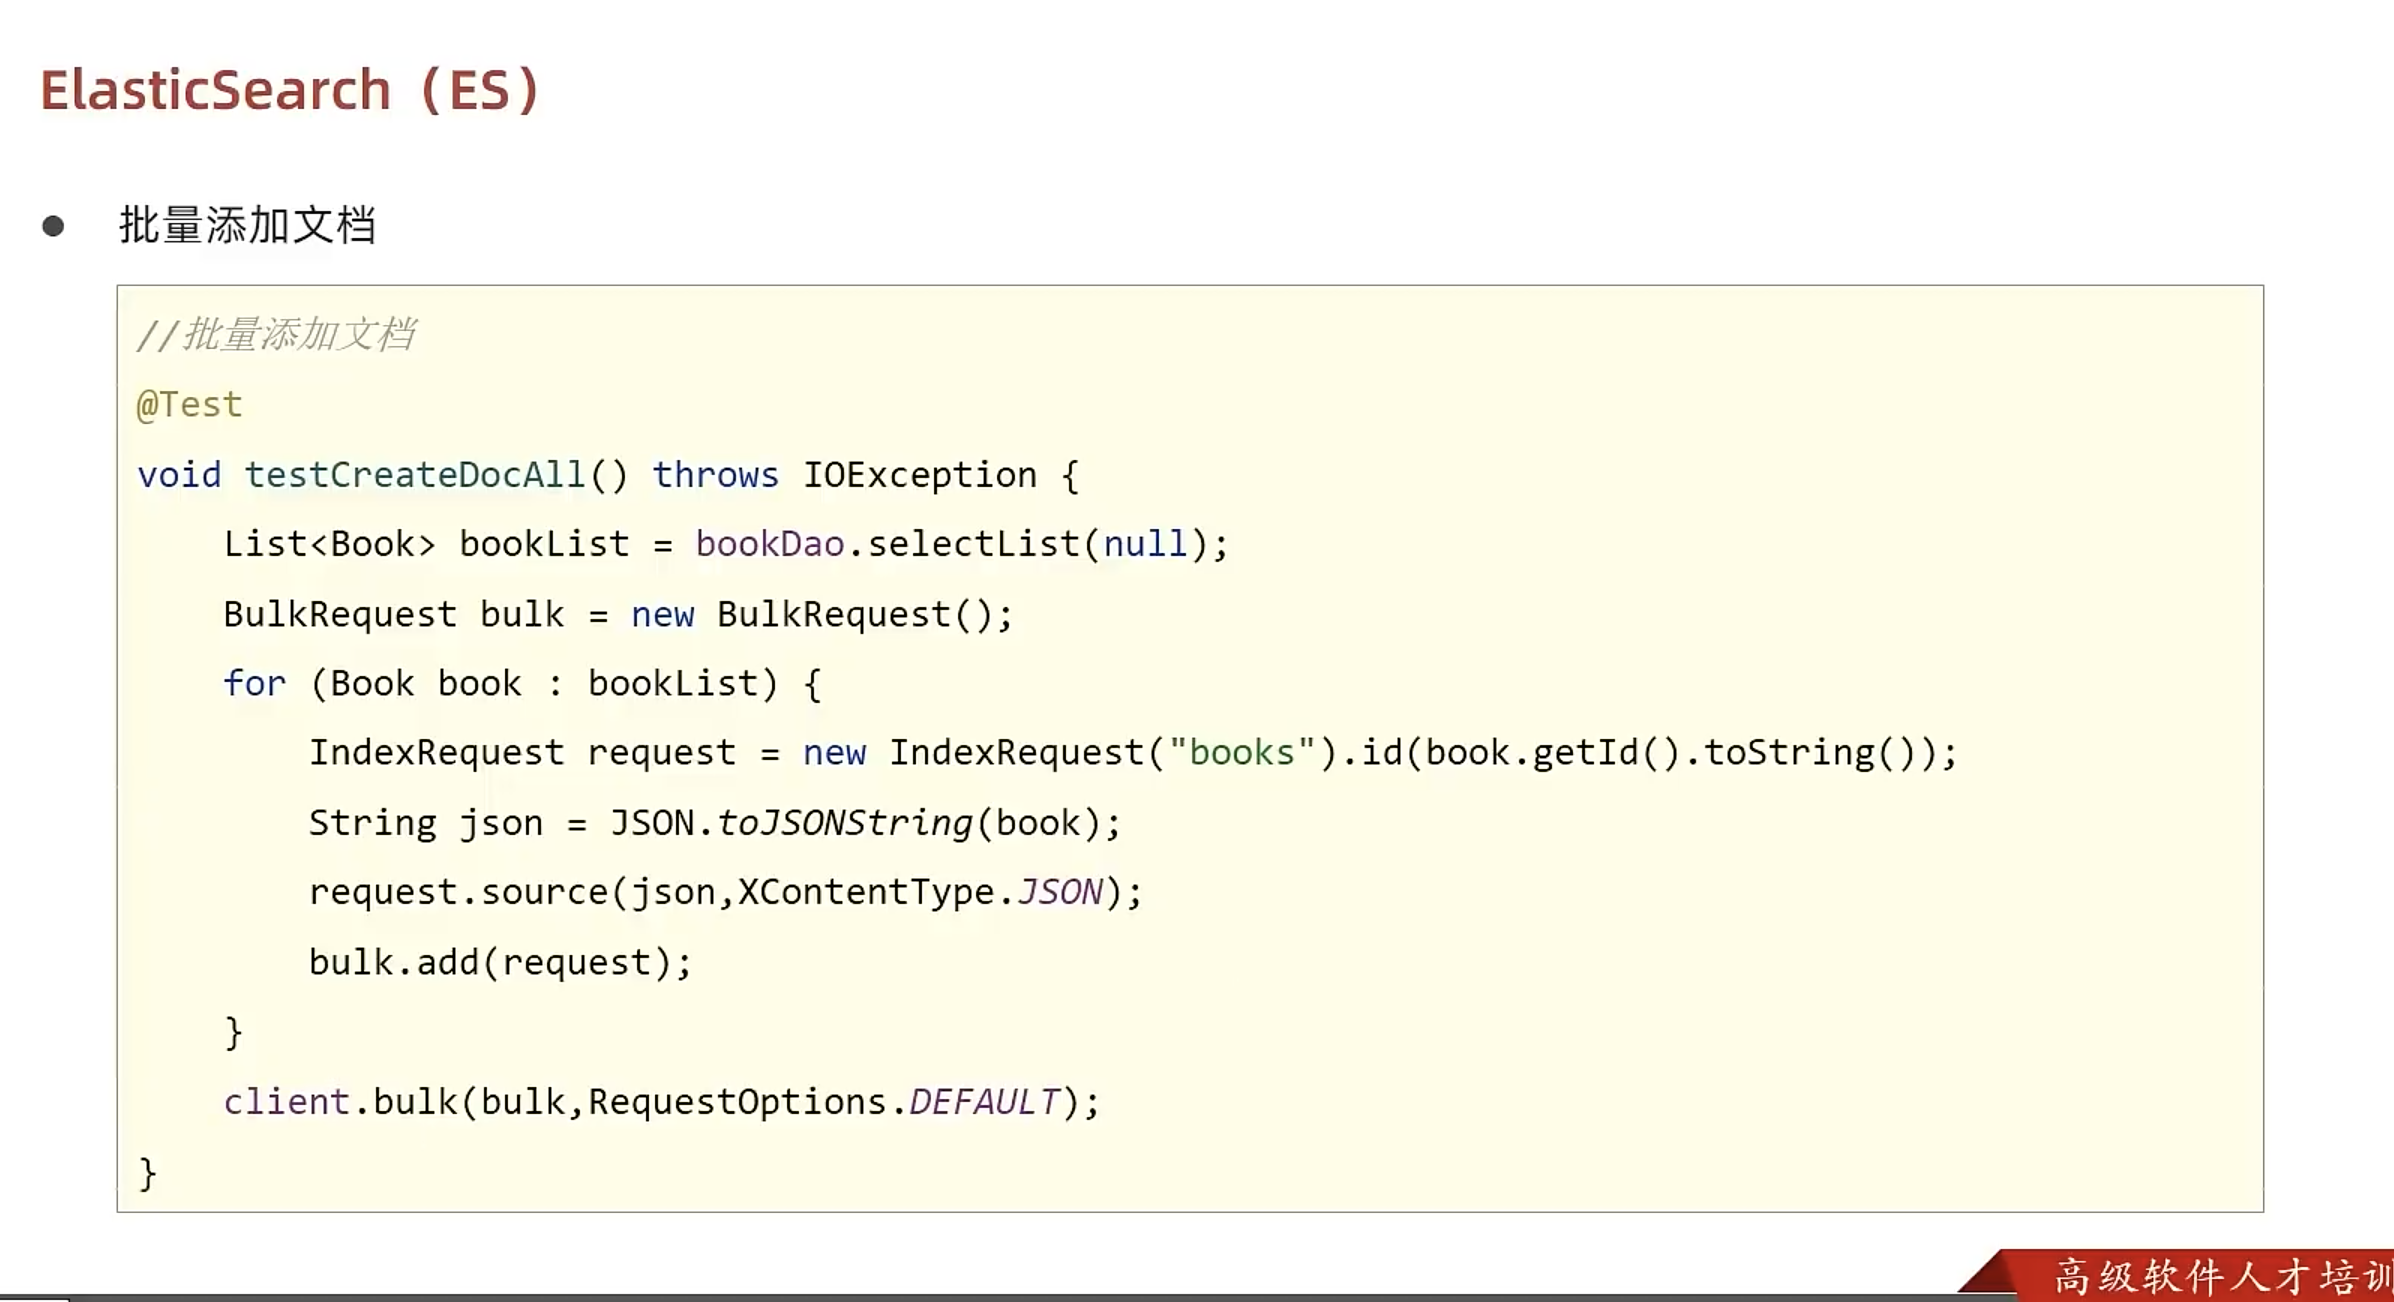 ElasticSearch（ES）
● 批量添加文档
//批量添加文档
@Test
void testCreateDocAll() throws IOException {
    List<Book> bookList = bookDao.selectList(null);
    BulkRequest bulk = new BulkRequest();
    for (Book book : bookList) {
        IndexRequest request = new IndexRequest("books").id(book.getId().toString());
        String json = JSON.toJSONString(book);
        request.source(json,XContentType.JSON);
        bulk.add(request);
    }
    client.bulk(bulk,RequestOptions.DEFAULT);
}
高级软件人才培训